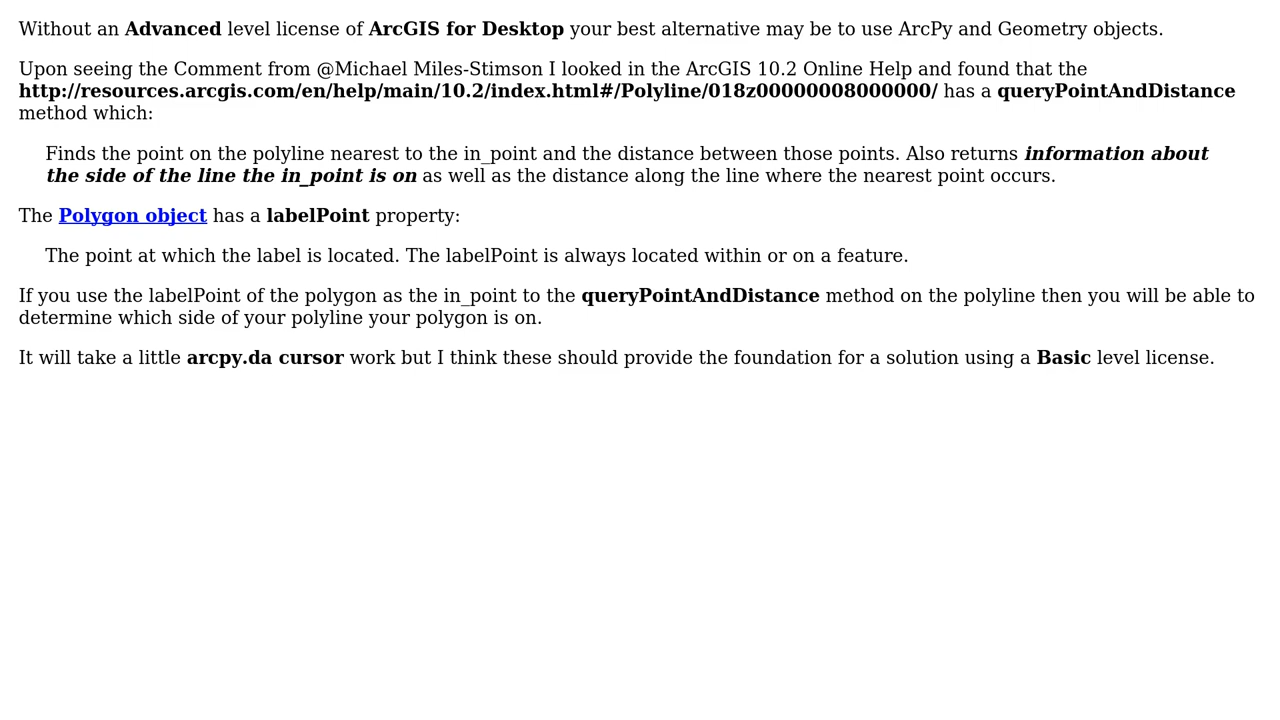 Without an Advanced level license of ArcGIS for Desktop your best alternative may be to use ArcPy and Geometry objects.
Upon seeing the Comment from @Michael Miles-Stimson I looked in the ArcGIS 10.2 Online Help and found that the
http://resources.arcgis.com/en/help/main/10.2/index.html#/Polyline/018z00000008000000/ has a queryPointAndDistance
method which:
Finds the point on the polyline nearest to the in_point and the distance between those points. Also returns information about
the side of the line the in_point is on as well as the distance along the line where the nearest point occurs.
The Polygon object has a labelPoint property:
The point at which the label is located. The labelPoint is always located within or on a feature.
If you use the labelPoint of the polygon as the in_point to the queryPointAndDistance method on the polyline then you will be able to
determine which side of your polyline your polygon is on.
It will take a little arcpy.da cursor work but I think these should provide the foundation for a solution using a Basic level license.